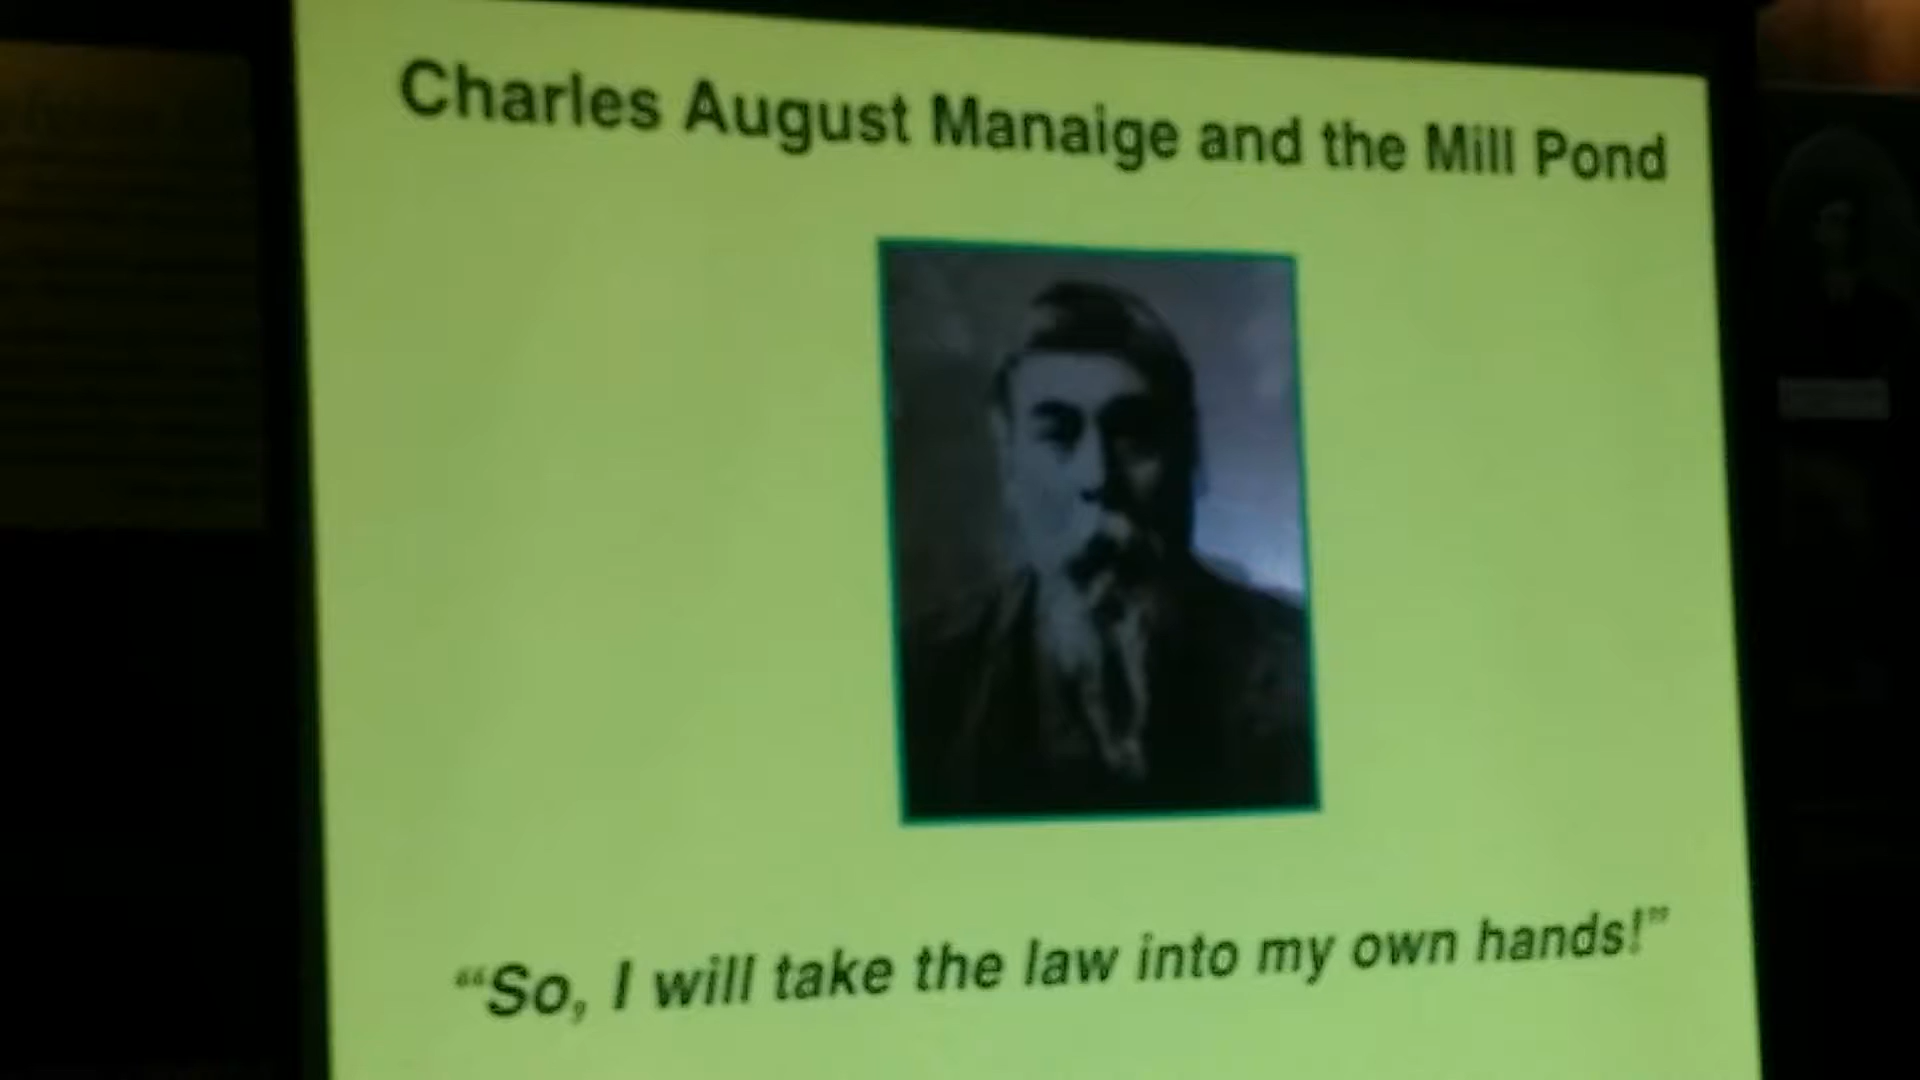 Charles August Manaige and the Mill Pond
“So, I will take the law into my own hands!”